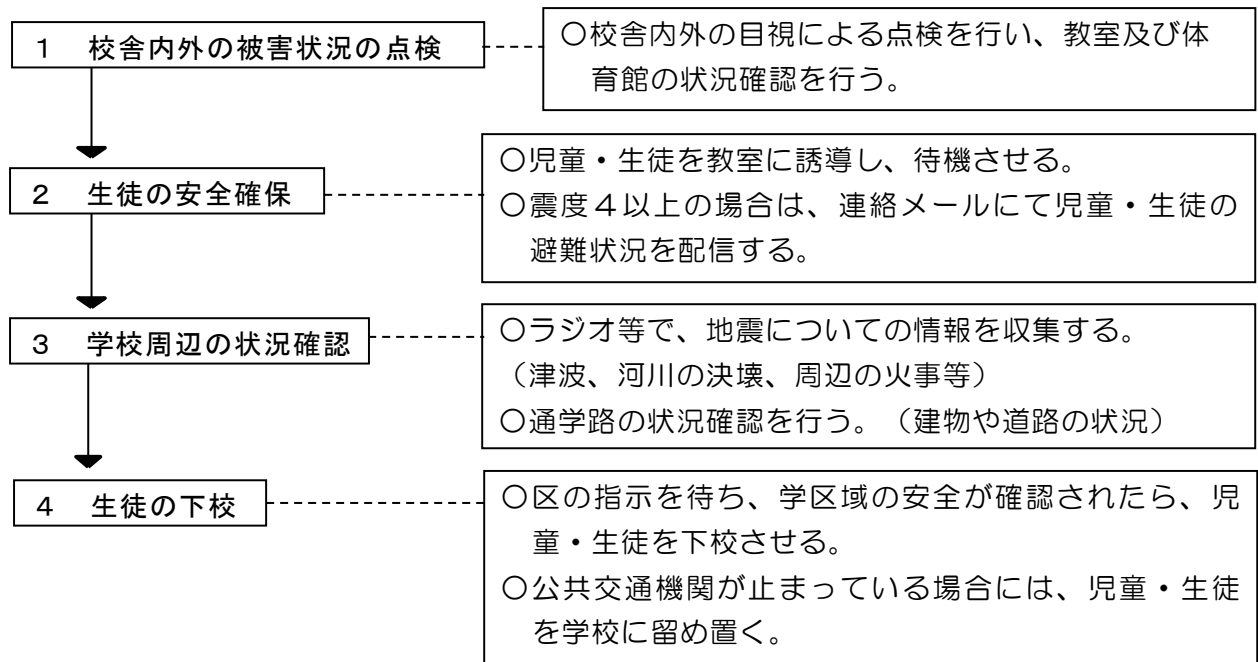 １　校舎内外の被害状況の点検
〇校舎内外の目視による点検を行い、教室及び体
育館の状況確認を行う。
２　生徒の安全確保
〇児童・生徒を教室に誘導し、待機させる。
〇震度４以上の場合は、連絡メールにて児童・生徒の
避難状況を配信する。
３　学校周辺の状況確認
〇ラジオ等で、地震についての情報を収集する。
（津波、河川の決壊、周辺の火事等）
〇通学路の状況確認を行う。（建物や道路の状況）
４　生徒の下校
〇区の指示を待ち、学区域の安全が確認されたら、児
童・生徒を下校させる。
〇公共交通機関が止まっている場合には、児童・生徒
を学校に留め置く。